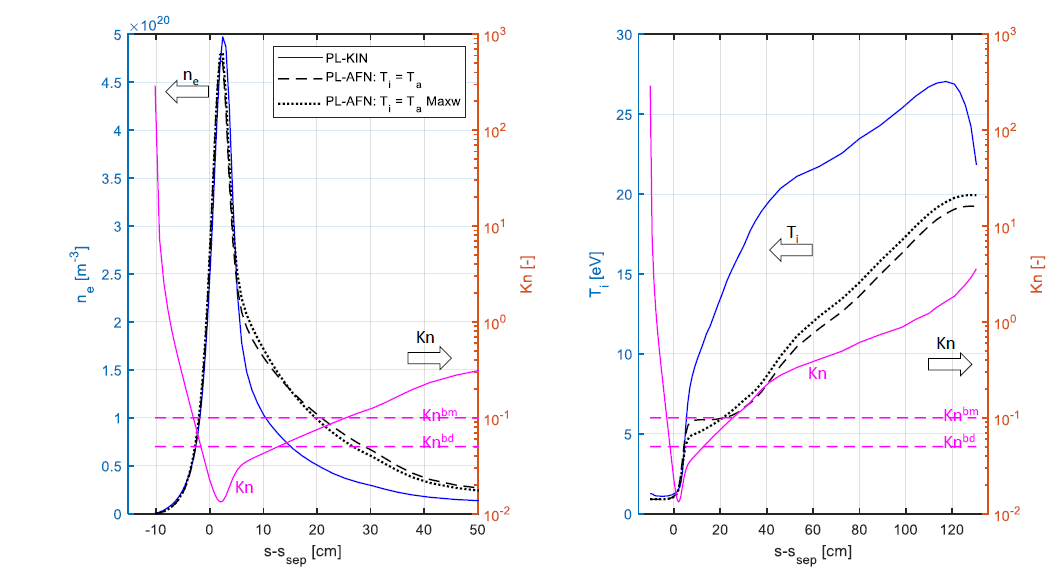 ×10^20
n_e [m^-3]
5
4.5
4
3.5
3
2.5
2
1.5
1
0.5
0
-10
0
10
20
30
40
50
s-s_sep [cm]
10^3
10^2
10^1
10^0
10^-1
10^-2
Kn [-]
PL-KIN
PL-AFN: T_i = T_a
PL-AFN: T_i = T_a Maxw
n_e
Kn
Kn^bm
Kn^bd
Kn
T_i [eV]
30
25
20
15
10
5
0
0
20
40
60
80
100
120
s-s_sep [cm]
10^3
10^2
10^1
10^0
10^-1
10^-2
Kn [-]
T_i
Kn
Kn
Kn^bm
Kn^bd